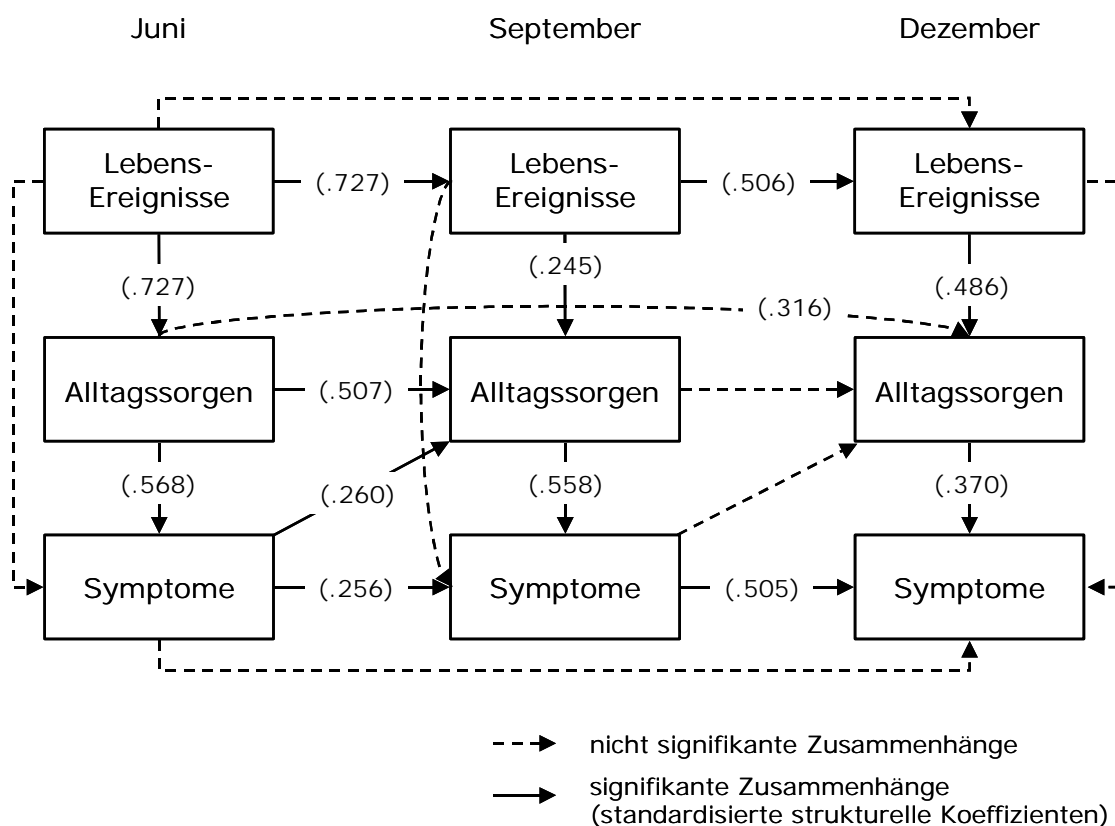 Juni
September
Dezember
Lebens-
Ereignisse
(.727)
Lebens-
Ereignisse
(.506)
Lebens-
Ereignisse
(.727)
(.245)
(.486)
(.316)
Alltagssorgen
(.507)
Alltagssorgen
Alltagssorgen
(.568)
(.260)
(.558)
(.370)
Symptome
(.256)
Symptome
(.505)
Symptome
nicht signifikante Zusammenhänge
signifikante Zusammenhänge
(standardisierte strukturelle Koeffizienten)